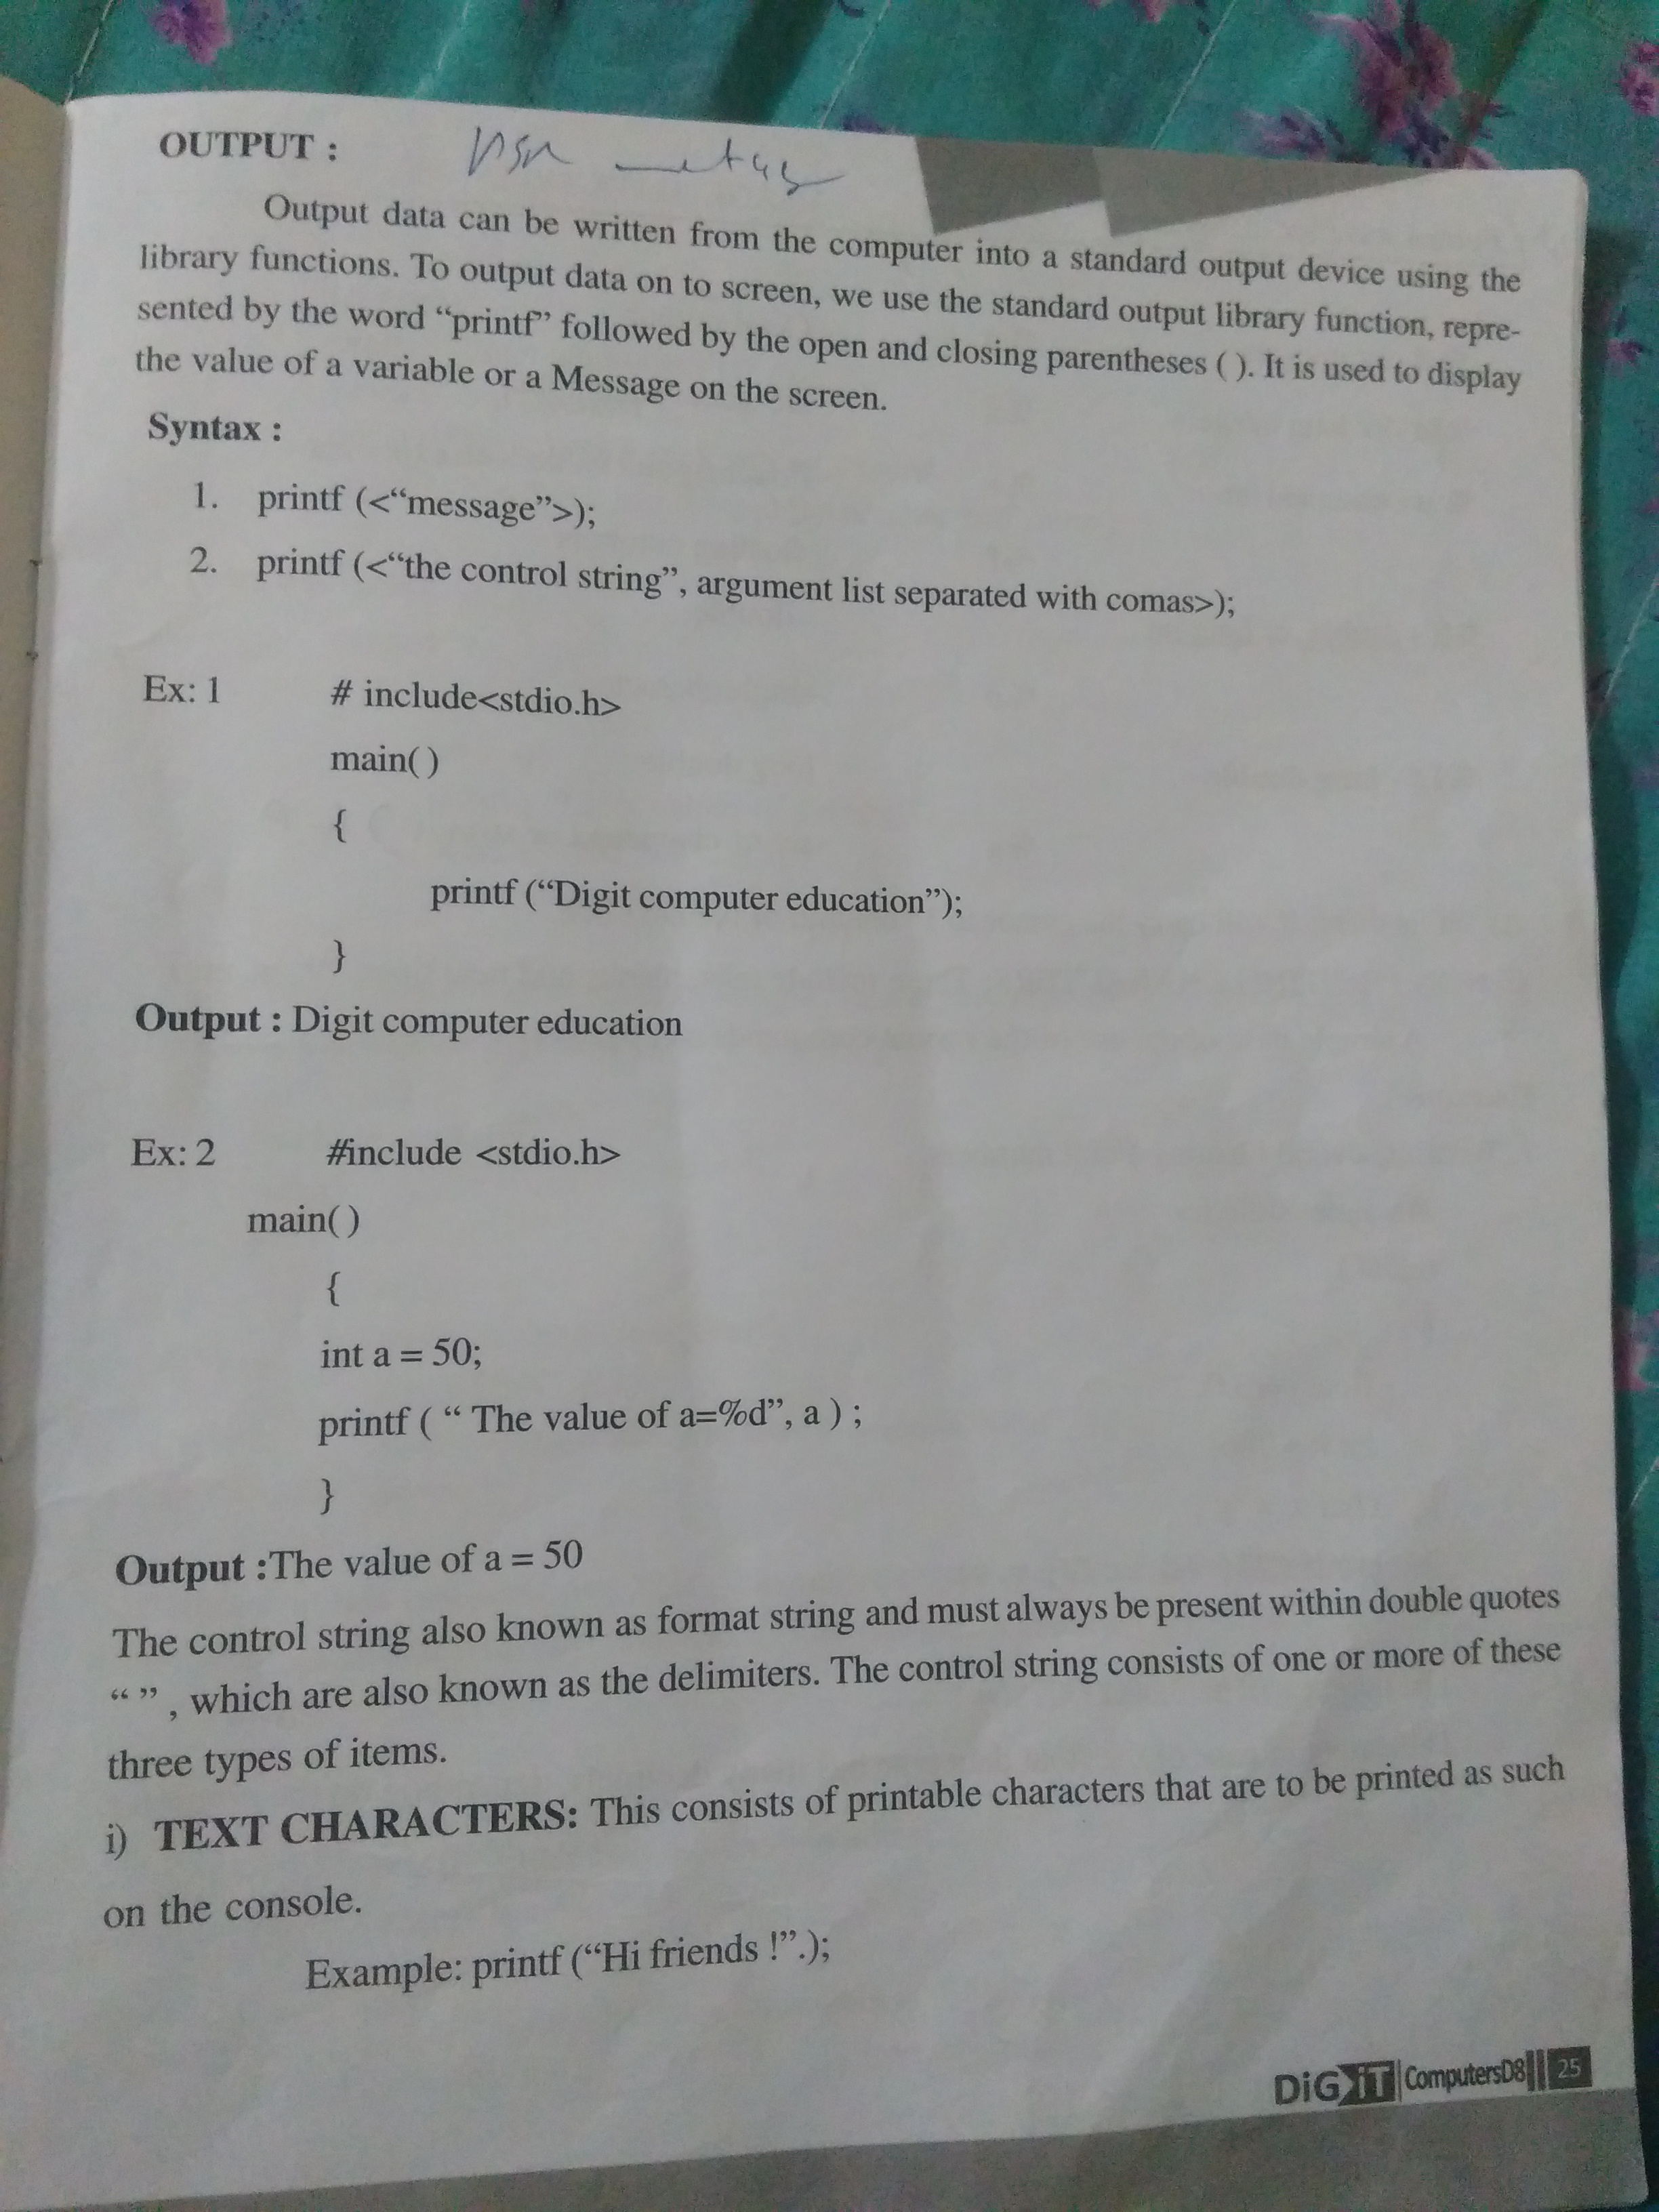 OUTPUT :
Output data can be written from the computer into a standard output device using the
library functions. To output data on to screen, we use the standard output library function, repre-
sented by the word “printf” followed by the open and closing parentheses ( ). It is used to display
the value of a variable or a Message on the screen.
Syntax :
1. printf (<“message”>);
2. printf (<“the control string”, argument list separated with comas>);
Ex: 1 # include<stdio.h>
main( )
{
printf (“Digit computer education”);
}
Output : Digit computer education
Ex: 2 #include <stdio.h>
main( )
{
int a = 50;
printf ( “ The value of a=%d”, a ) ;
}
Output :The value of a = 50
The control string also known as format string and must always be present within double quotes
“ ” , which are also known as the delimiters. The control string consists of one or more of these
three types of items.
i) TEXT CHARACTERS: This consists of printable characters that are to be printed as such
on the console.
Example: printf (“Hi friends !”.);
DiGiT ComputersD8 25